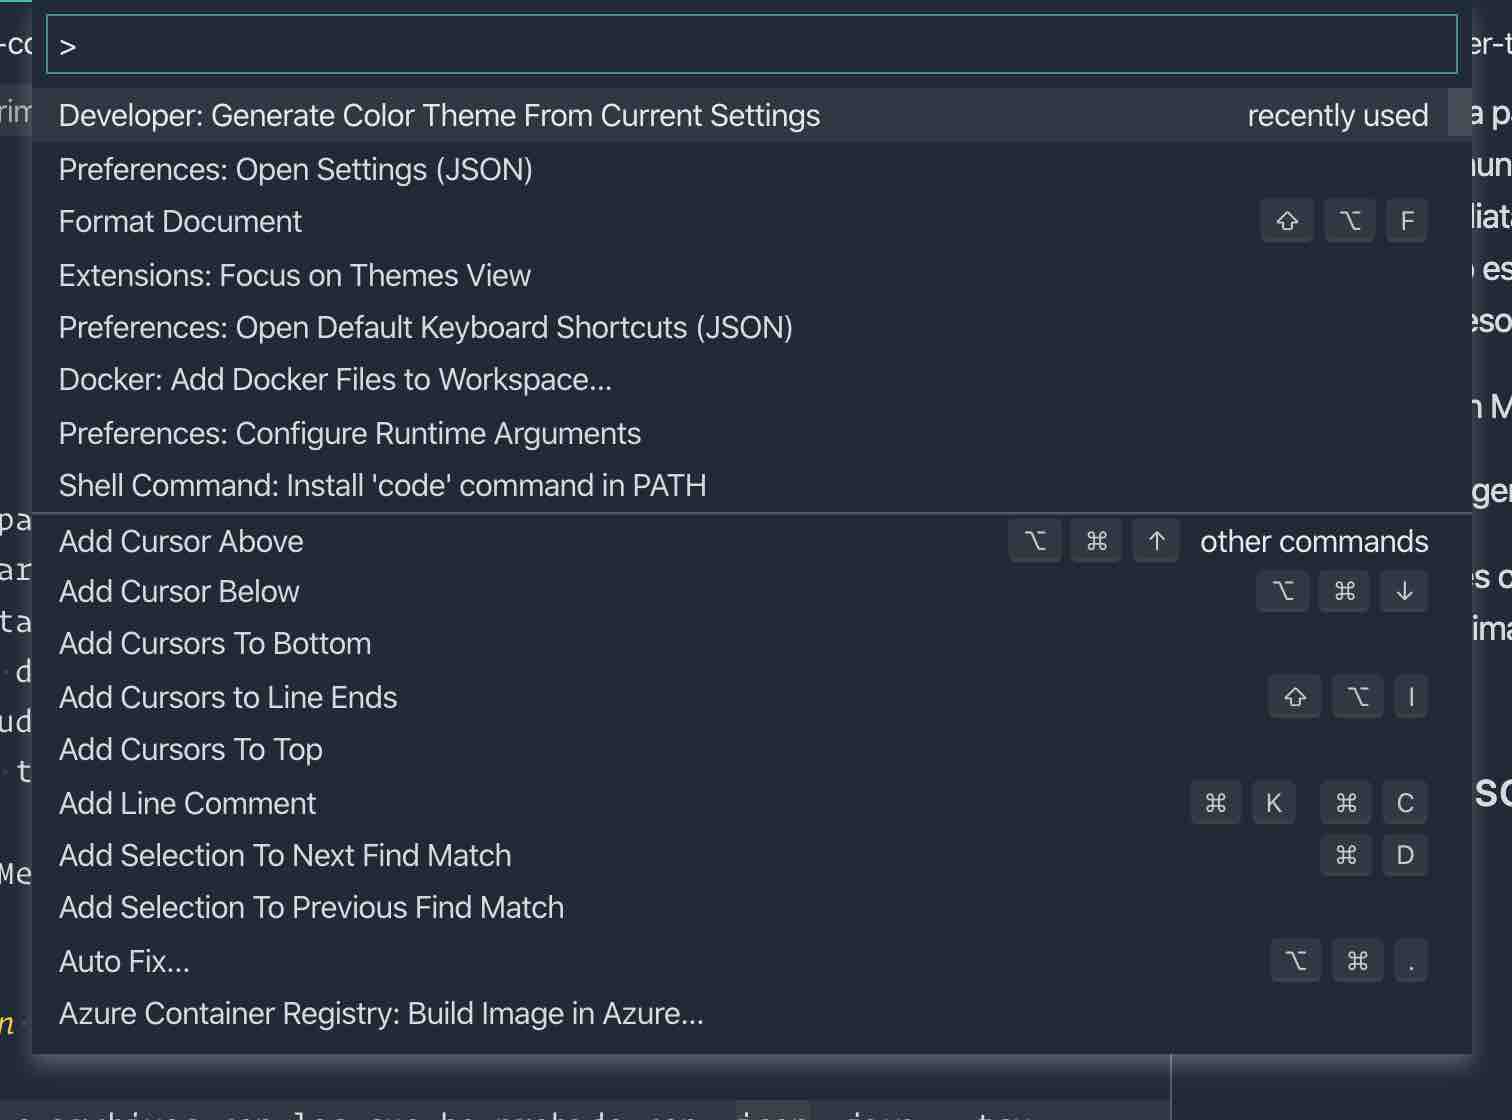 >
Developer: Generate Color Theme From Current Settings recently used
Preferences: Open Settings (JSON)
Format Document ⇧ ⌥ F
Extensions: Focus on Themes View
Preferences: Open Default Keyboard Shortcuts (JSON)
Docker: Add Docker Files to Workspace...
Preferences: Configure Runtime Arguments
Shell Command: Install 'code' command in PATH
Add Cursor Above ⌥ ⌘ ↑ other commands
Add Cursor Below ⌥ ⌘ ↓
Add Cursors To Bottom
Add Cursors to Line Ends ⇧ ⌥ I
Add Cursors To Top
Add Line Comment ⌘ K ⌘ C
Add Selection To Next Find Match ⌘ D
Add Selection To Previous Find Match
Auto Fix... ⌥ ⌘ .
Azure Container Registry: Build Image in Azure...